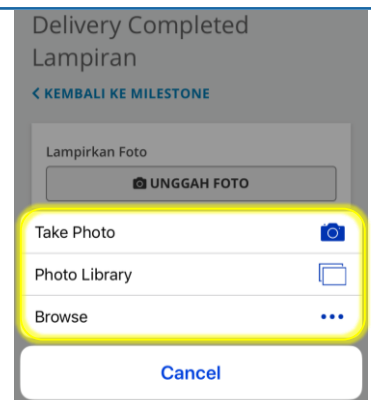 Delivery Completed
Lampiran
< KEMBALI KE MILESTONE
Lampirkan Foto
UNGGAH FOTO
Take Photo
Photo Library
Browse
Cancel